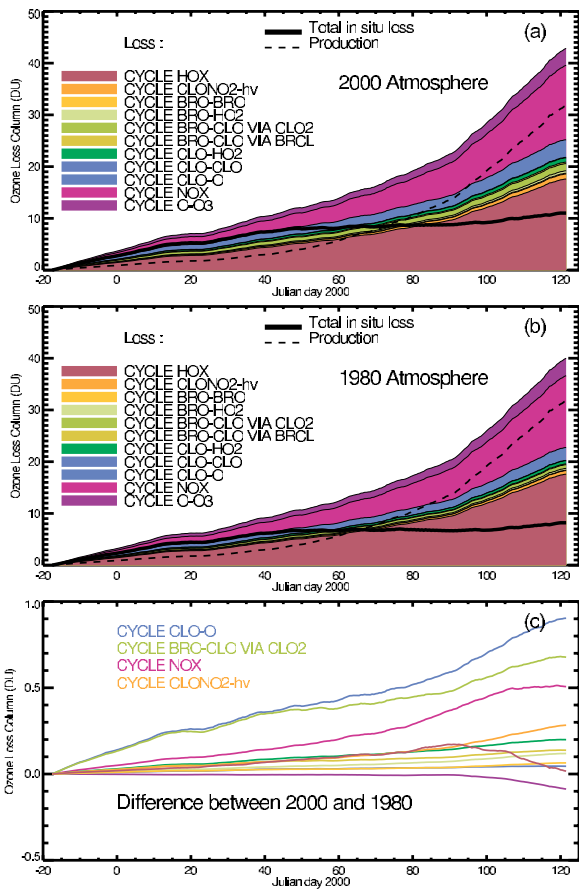 (a)
Total in situ loss
Loss :
Production
2000 Atmosphere
CYCLE HOX
CYCLE CLONO2-hv
CYCLE BRO-BRO
CYCLE BRO-HO2
CYCLE BRO-CLO VIA CLO2
CYCLE BRO-CLO VIA BRCL
CYCLE CLO-HO2
CYCLE CLO-CLO
CYCLE CLO-O
CYCLE NOX
CYCLE O-O3
Ozone Loss Column (DU)
50
40
30
20
10
0
-20 0 20 40 60 80 100 120
Julian day 2000
(b)
Total in situ loss
Loss :
Production
1980 Atmosphere
CYCLE HOX
CYCLE CLONO2-hv
CYCLE BRO-BRO
CYCLE BRO-HO2
CYCLE BRO-CLO VIA CLO2
CYCLE BRO-CLO VIA BRCL
CYCLE CLO-HO2
CYCLE CLO-CLO
CYCLE CLO-O
CYCLE NOX
CYCLE O-O3
Ozone Loss Column (DU)
50
40
30
20
10
0
-20 0 20 40 60 80 100 120
Julian day 2000
(c)
CYCLE CLO-O
CYCLE BRO-CLO VIA CLO2
CYCLE NOX
CYCLE CLONO2-hv
Difference between 2000 and 1980
Ozone Loss Column (DU)
1.0
0.5
0.0
-0.5
-20 0 20 40 60 80 100 120
Julian day 2000